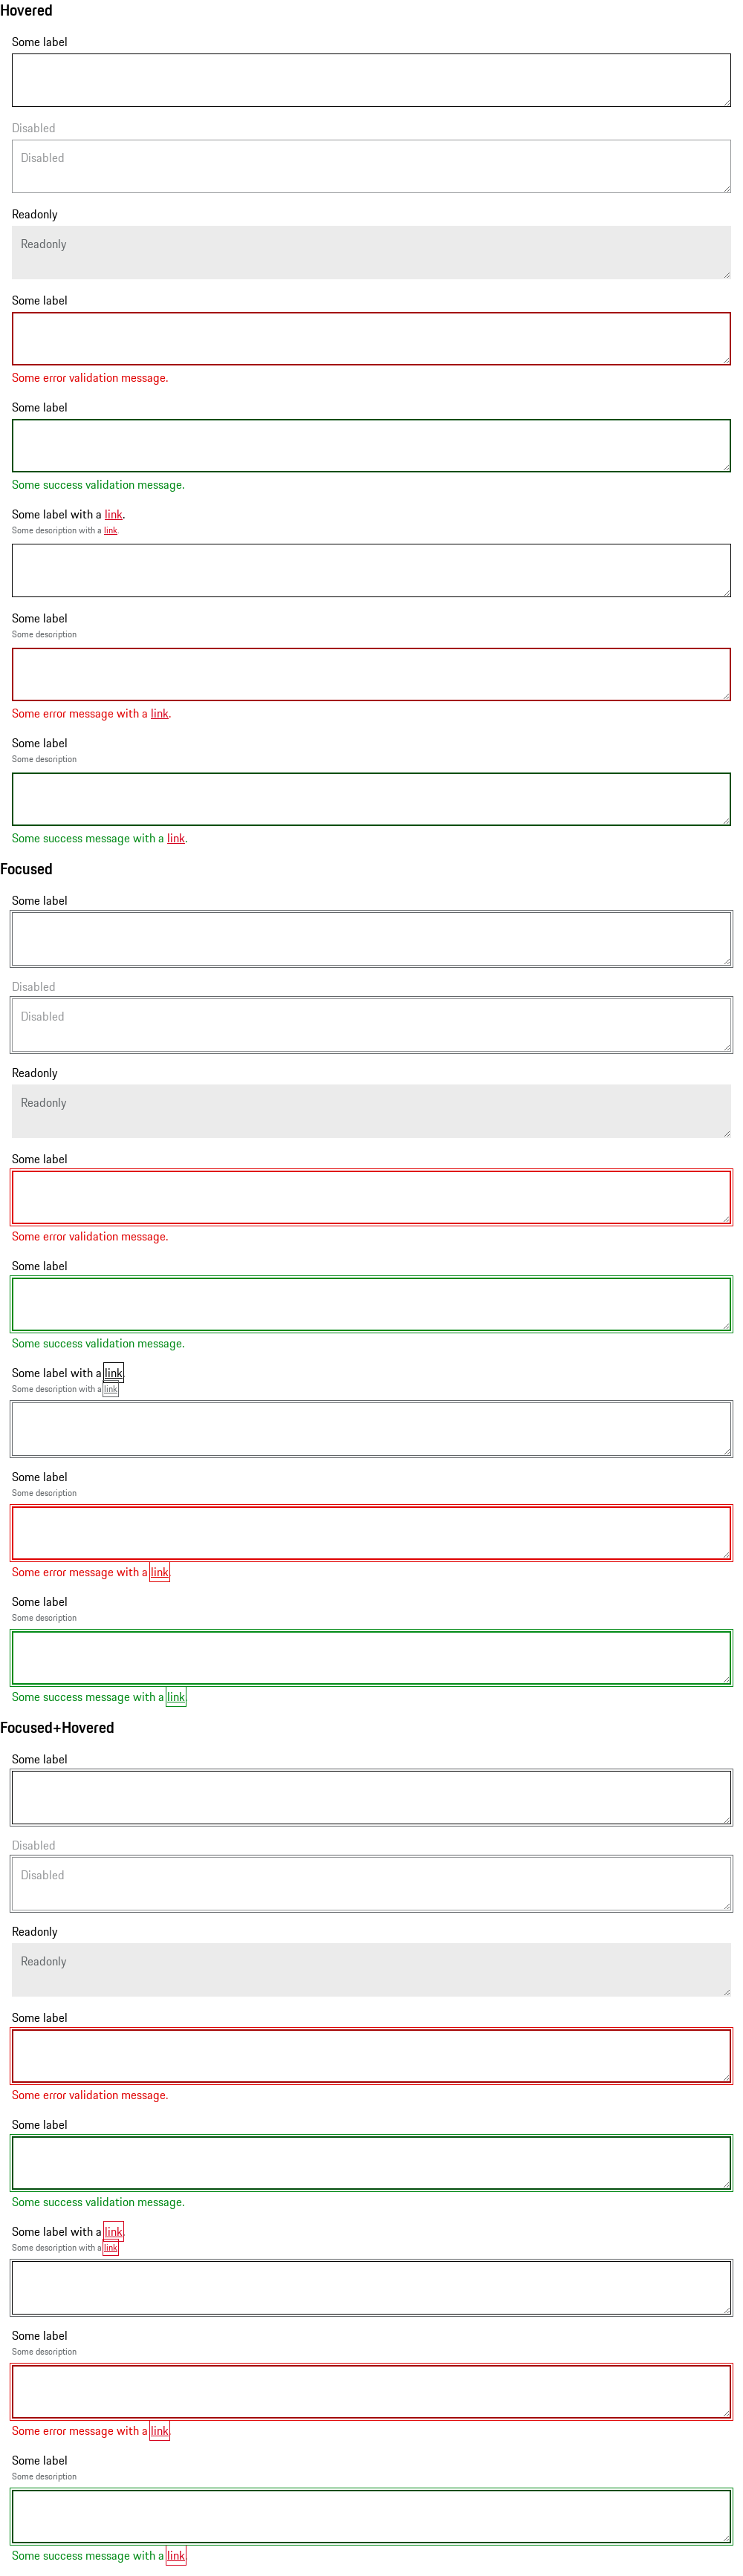 Hovered
Some label
Disabled
Disabled
Readonly
Readonly
Some label
Some error validation message.
Some label
Some success validation message.
Some label with a link.
Some description with a link.
Some label
Some description
Some error message with a link.
Some label
Some description
Some success message with a link.
Focused
Some label
Disabled
Disabled
Readonly
Readonly
Some label
Some error validation message.
Some label
Some success validation message.
Some label with a link.
Some description with a link.
Some label
Some description
Some error message with a link.
Some label
Some description
Some success message with a link.
Focused+Hovered
Some label
Disabled
Disabled
Readonly
Readonly
Some label
Some error validation message.
Some label
Some success validation message.
Some label with a link.
Some description with a link.
Some label
Some description
Some error message with a link.
Some label
Some description
Some success message with a link.